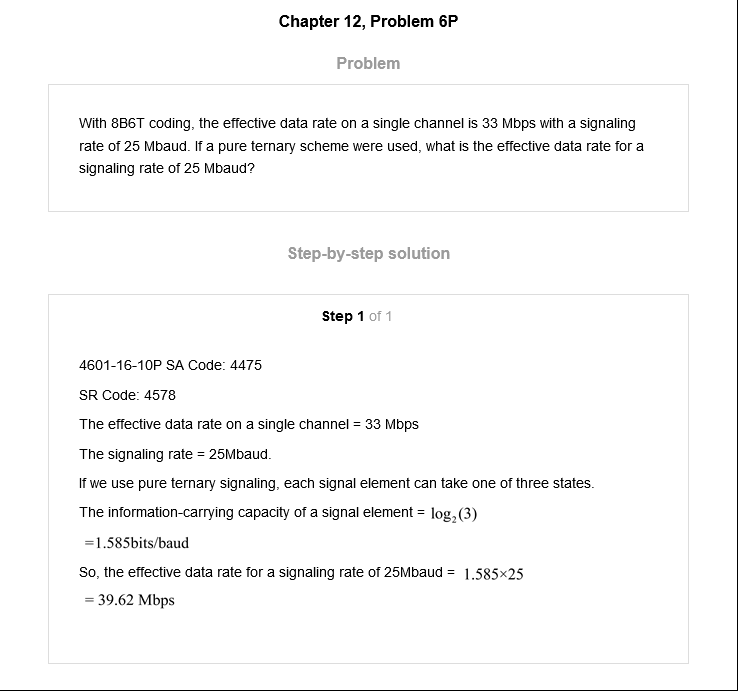 Chapter 12, Problem 6P
Problem
With 8B6T coding, the effective data rate on a single channel is 33 Mbps with a signaling
rate of 25 Mbaud. If a pure ternary scheme were used, what is the effective data rate for a
signaling rate of 25 Mbaud?
Step-by-step solution
Step 1 of 1
4601-16-10P SA Code: 4475
SR Code: 4578
The effective data rate on a single channel = 33 Mbps
The signaling rate = 25Mbaud.
If we use pure ternary signaling, each signal element can take one of three states.
The information-carrying capacity of a signal element = log₂(3)
=1.585bits/baud
So, the effective data rate for a signaling rate of 25Mbaud = 1.585×25
= 39.62 Mbps